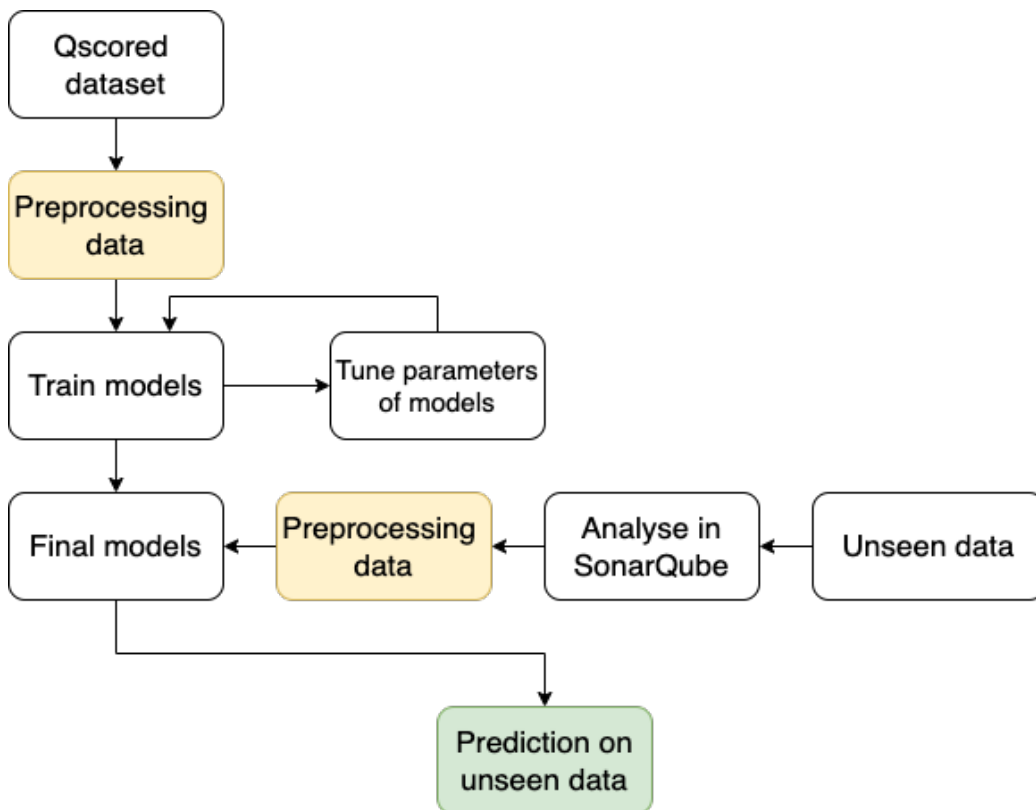 Qscored
dataset
Preprocessing
data
Train models
Tune parameters
of models
Final models
Preprocessing
data
Analyse in
SonarQube
Unseen data
Prediction on
unseen data